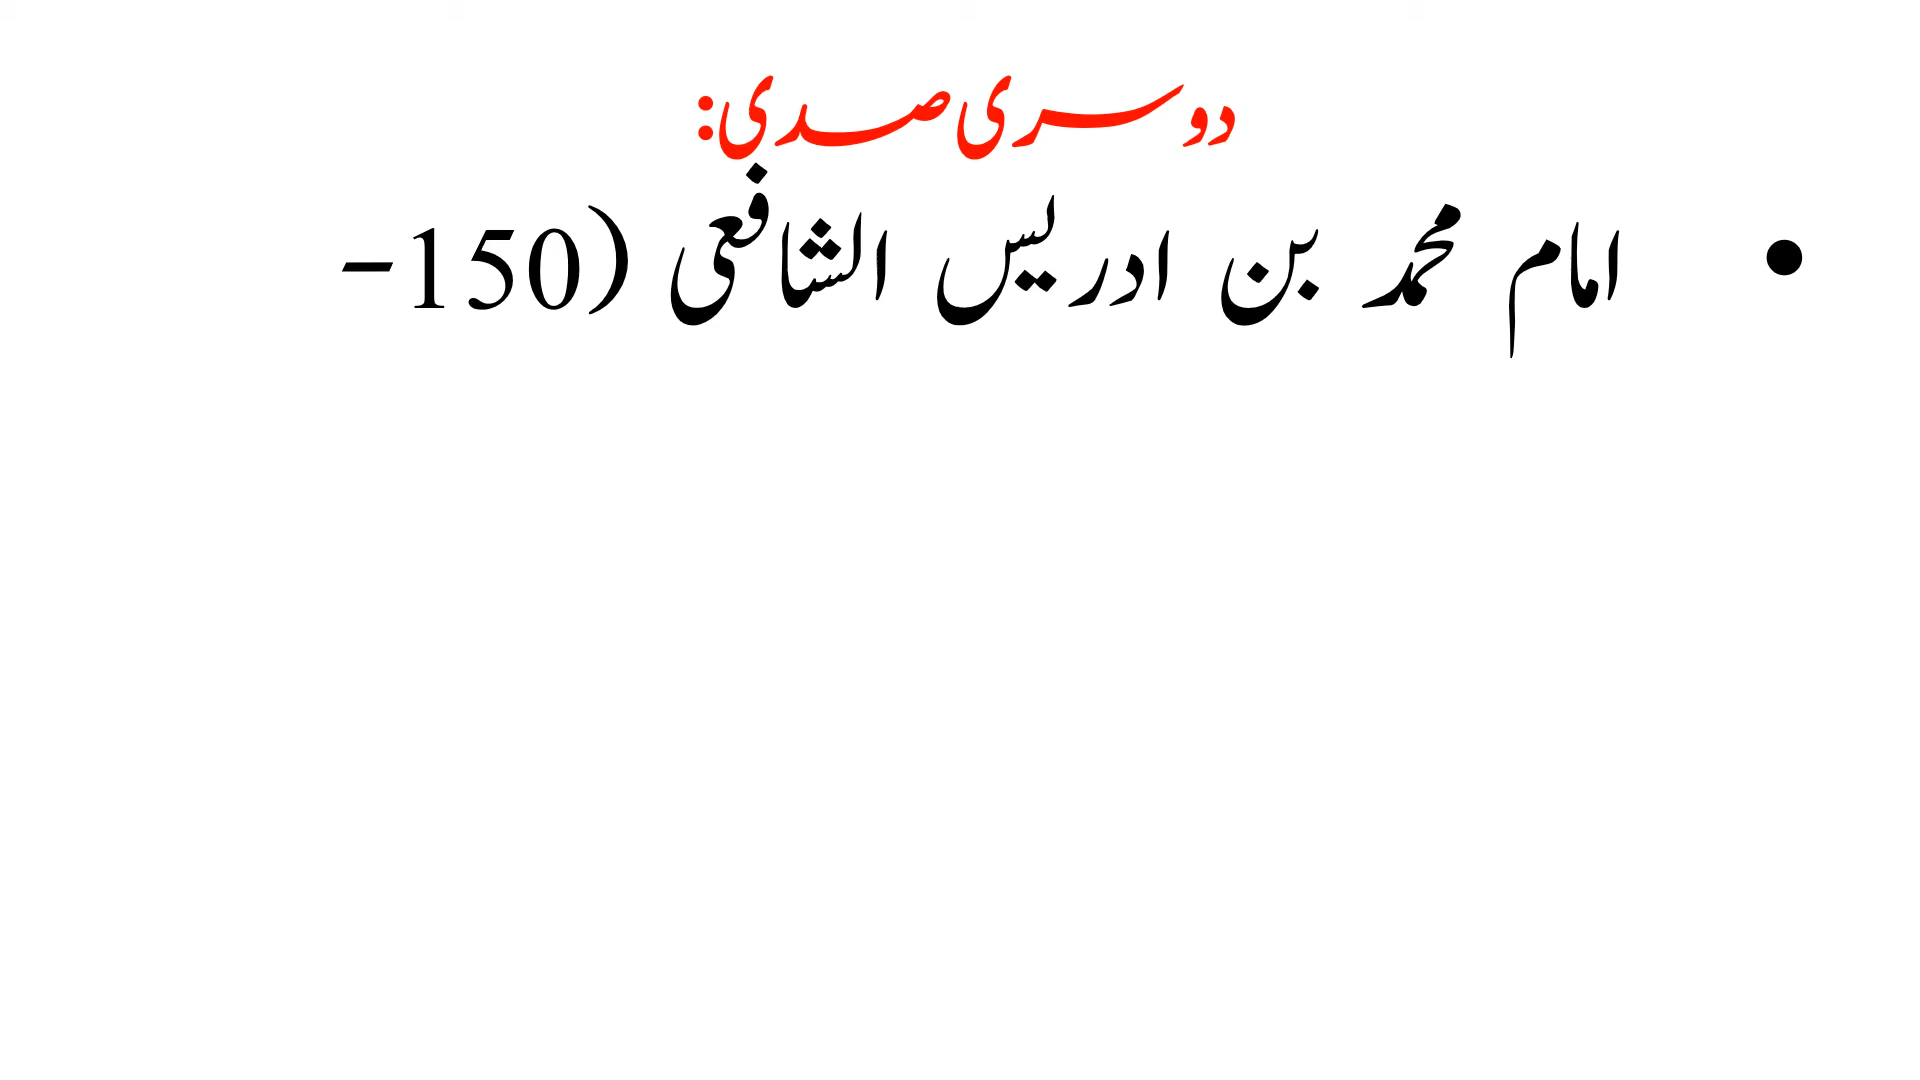 دوسری صدی:
• امام محمد بن ادریس الشافعی (150-